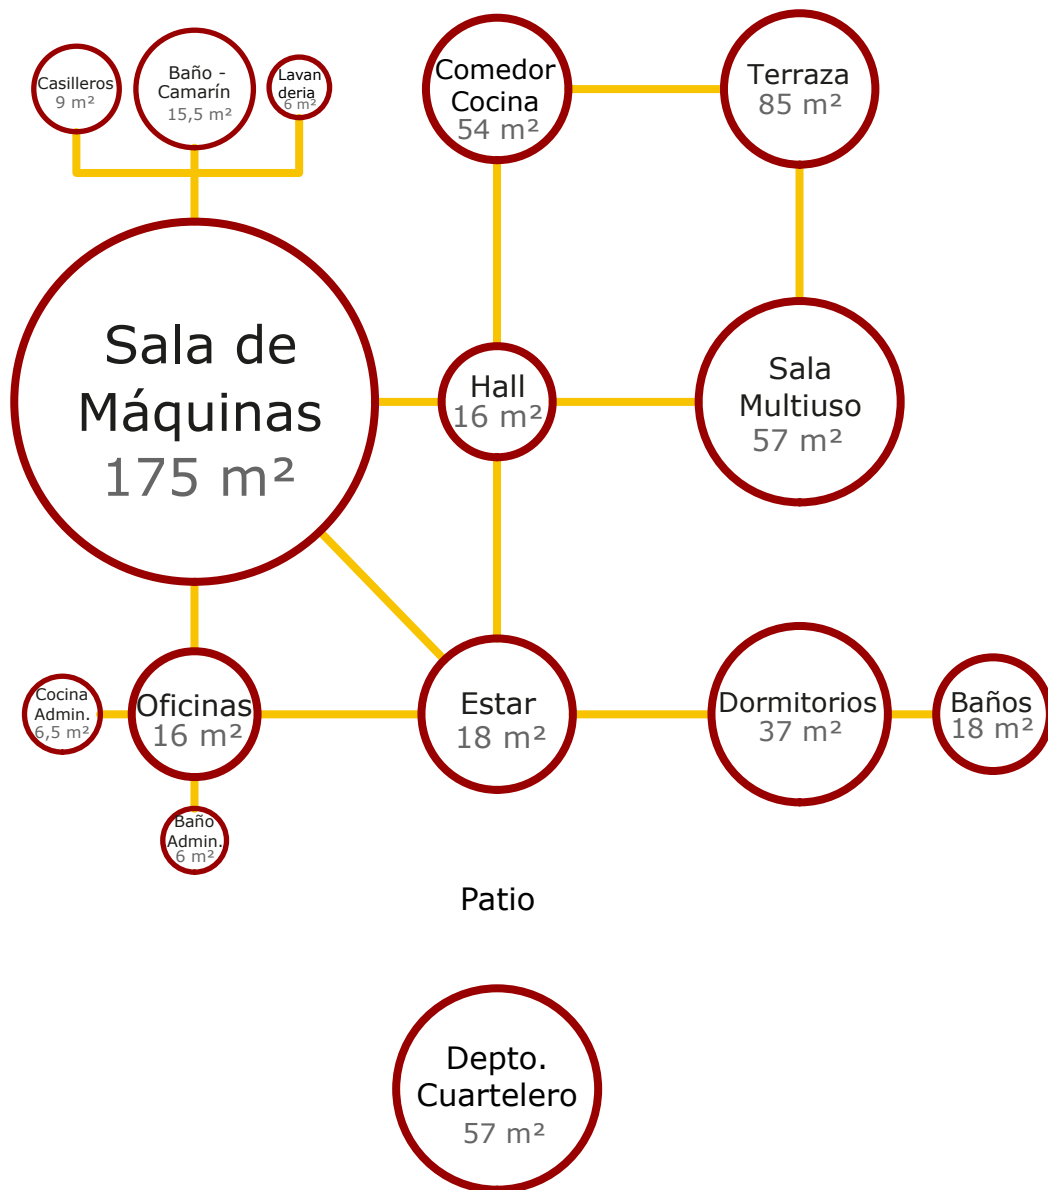 Casilleros
9 m²
Baño -
Camarín
15,5 m²
Lavan
deria
6 m²
Comedor
Cocina
54 m²
Terraza
85 m²
Sala de
Máquinas
175 m²
Hall
16 m²
Sala
Multiuso
57 m²
Cocina
Admin.
6,5 m²
Oficinas
16 m²
Estar
18 m²
Dormitorios
37 m²
Baños
18 m²
Baño
Admin.
6 m²
Patio
Depto.
Cuartelero
57 m²